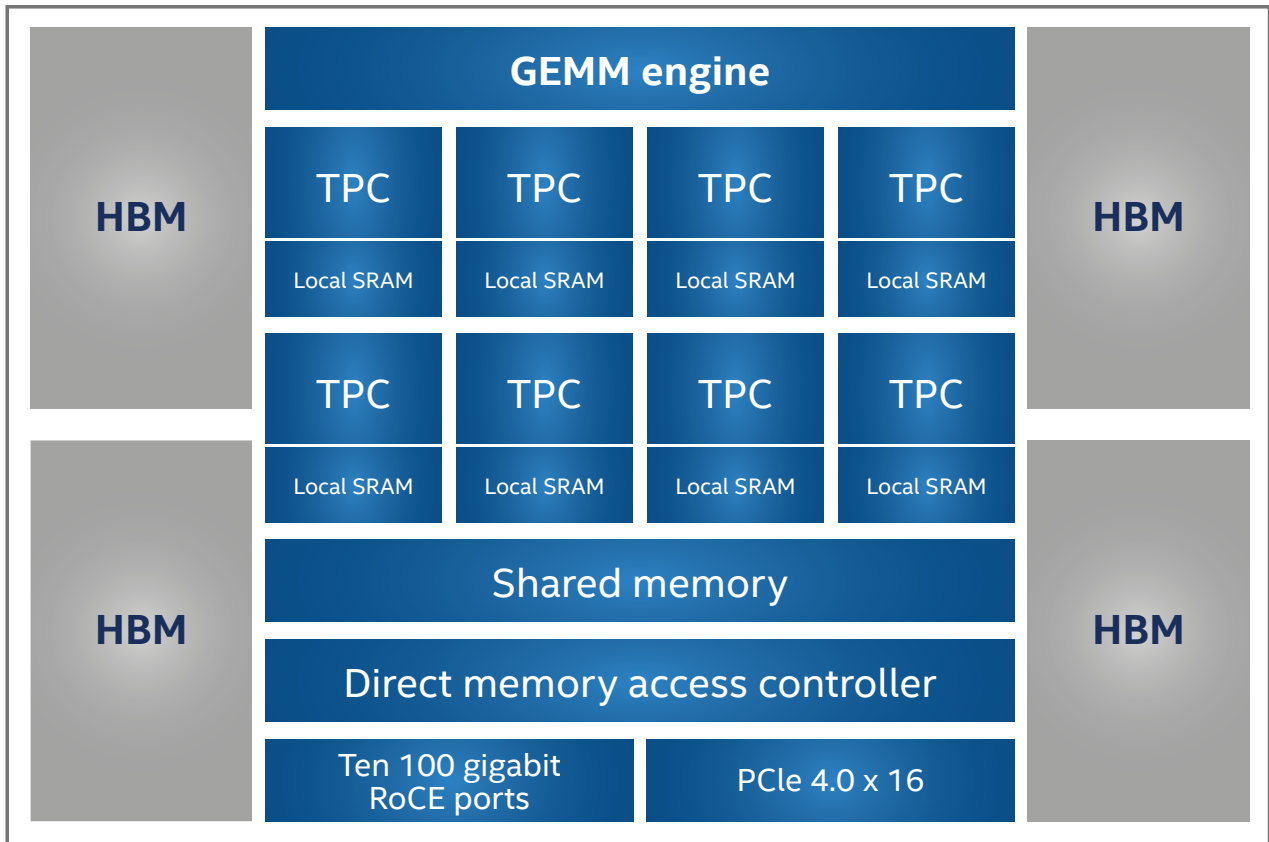 GEMM engine
HBM
HBM
TPC
TPC
TPC
TPC
Local SRAM
Local SRAM
Local SRAM
Local SRAM
TPC
TPC
TPC
TPC
Local SRAM
Local SRAM
Local SRAM
Local SRAM
HBM
HBM
Shared memory
Direct memory access controller
Ten 100 gigabit
RoCE ports
PCle 4.0 x 16